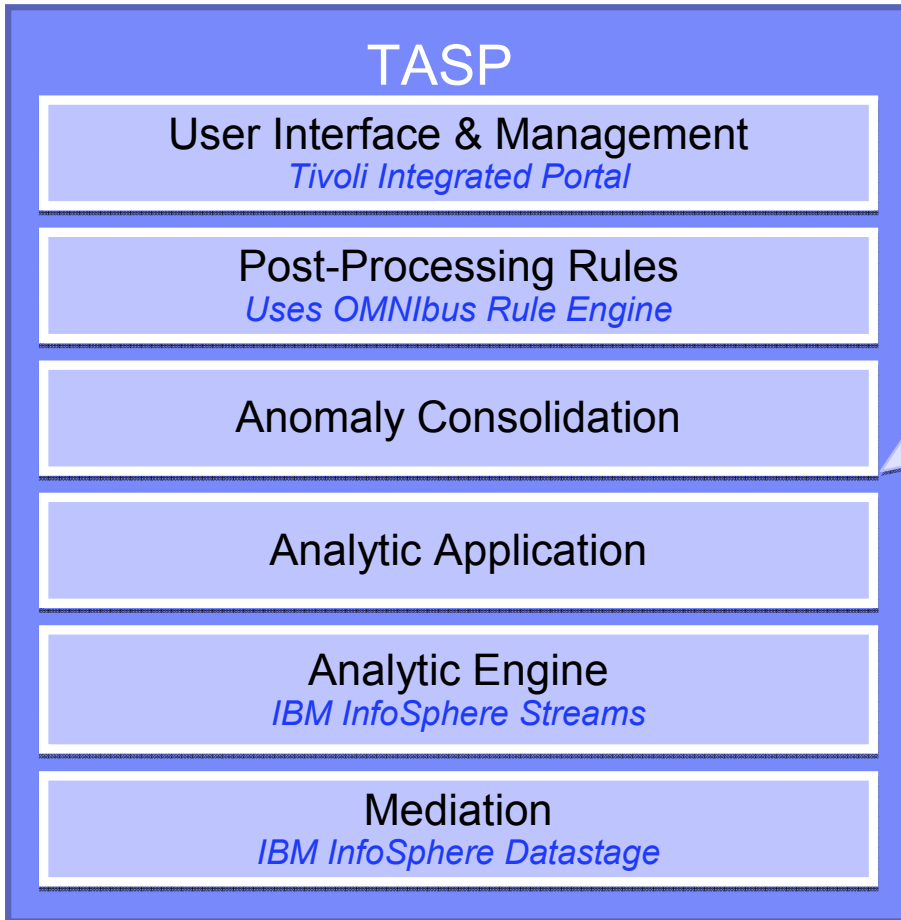 TASP
User Interface & Management
Tivoli Integrated Portal
Post-Processing Rules
Uses OMNIbus Rule Engine
Anomaly Consolidation
Analytic Application
Analytic Engine
IBM InfoSphere Streams
Mediation
IBM InfoSphere Datastage